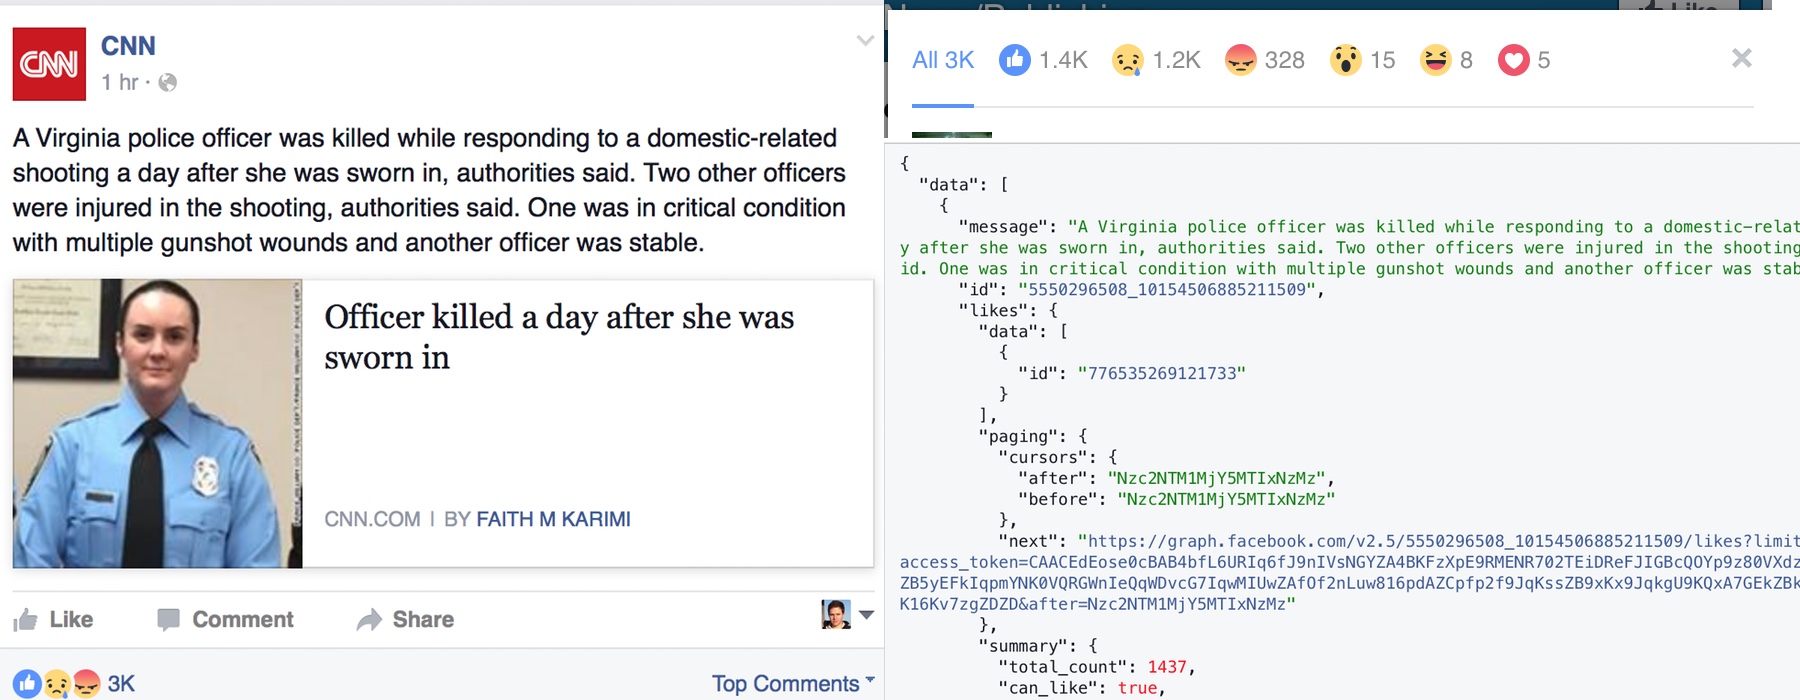 CNN
CNN
1 hr ·
A Virginia police officer was killed while responding to a domestic-related
shooting a day after she was sworn in, authorities said. Two other officers
were injured in the shooting, authorities said. One was in critical condition
with multiple gunshot wounds and another officer was stable.
Officer killed a day after she was
sworn in
CNN.COM | BY FAITH M KARIMI
Like Comment Share
3K Top Comments
Like
All 3K 1.4K 1.2K 328 15 8 5
{
"data": [
{
"message": "A Virginia police officer was killed while responding to a domestic-relat
y after she was sworn in, authorities said. Two other officers were injured in the shooting
id. One was in critical condition with multiple gunshot wounds and another officer was stab
"id": "5550296508_10154506885211509",
"likes": {
"data": [
{
"id": "776535269121733"
}
],
"paging": {
"cursors": {
"after": "Nzc2NTM1MjY5MTIxNzMz",
"before": "Nzc2NTM1MjY5MTIxNzMz"
},
"next": "https://graph.facebook.com/v2.5/5550296508_10154506885211509/likes?limit
access_token=CAACEdEose0cBAB4bfL6URIq6fJ9nIVsNGYZA4BKFzXpE9RMENR702TEiDReFJIGBcQOYp9z80VXdz
ZB5yEFkIqpmYNK0VQRGWnIeQqWDvcG7IqwMIUwZAfOf2nLuw816pdAZCpfp2f9JqKssZB9xKx9JqkgU9KQxA7GEkZBk
K16Kv7zgZDZD&after=Nzc2NTM1MjY5MTIxNzMz"
},
"summary": {
"total_count": 1437,
"can_like": true,